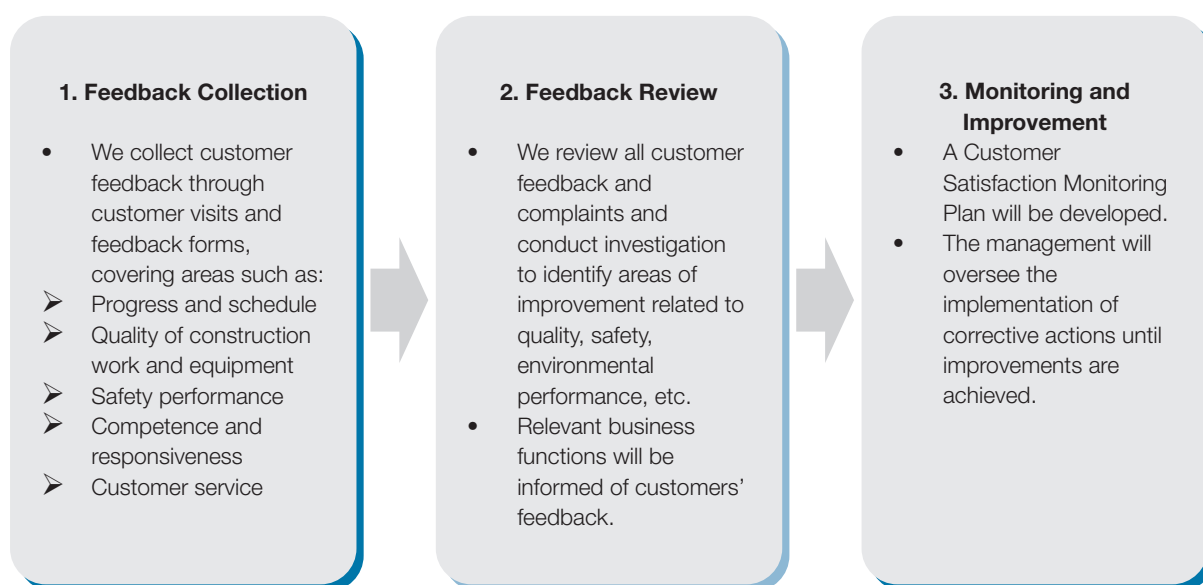 1. Feedback Collection
• We collect customer
feedback through
customer visits and
feedback forms,
covering areas such as:
➢ Progress and schedule
➢ Quality of construction
work and equipment
➢ Safety performance
➢ Competence and
responsiveness
➢ Customer service
2. Feedback Review
• We review all customer
feedback and
complaints and
conduct investigation
to identify areas of
improvement related to
quality, safety,
environmental
performance, etc.
• Relevant business
functions will be
informed of customers’
feedback.
3. Monitoring and
Improvement
• A Customer
Satisfaction Monitoring
Plan will be developed.
• The management will
oversee the
implementation of
corrective actions until
improvements are
achieved.